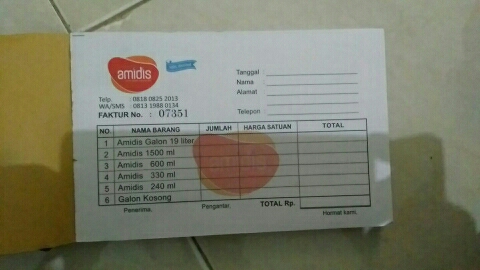 amidis
Telp : 0818 0825 2013
WA/SMS : 0813 1988 0134
FAKTUR No. : 07351
Tanggal :
Nama :
Alamat :
Telepon :
NO. NAMA BARANG JUMLAH HARGA SATUAN TOTAL
1 Amidis Galon 19 liter
2 Amidis 1500 ml
3 Amidis 600 ml
4 Amidis 330 ml
5 Amidis 240 ml
6 Galon Kosong
amidis
TOTAL Rp.
Penerima, Pengantar, Hormat kami,